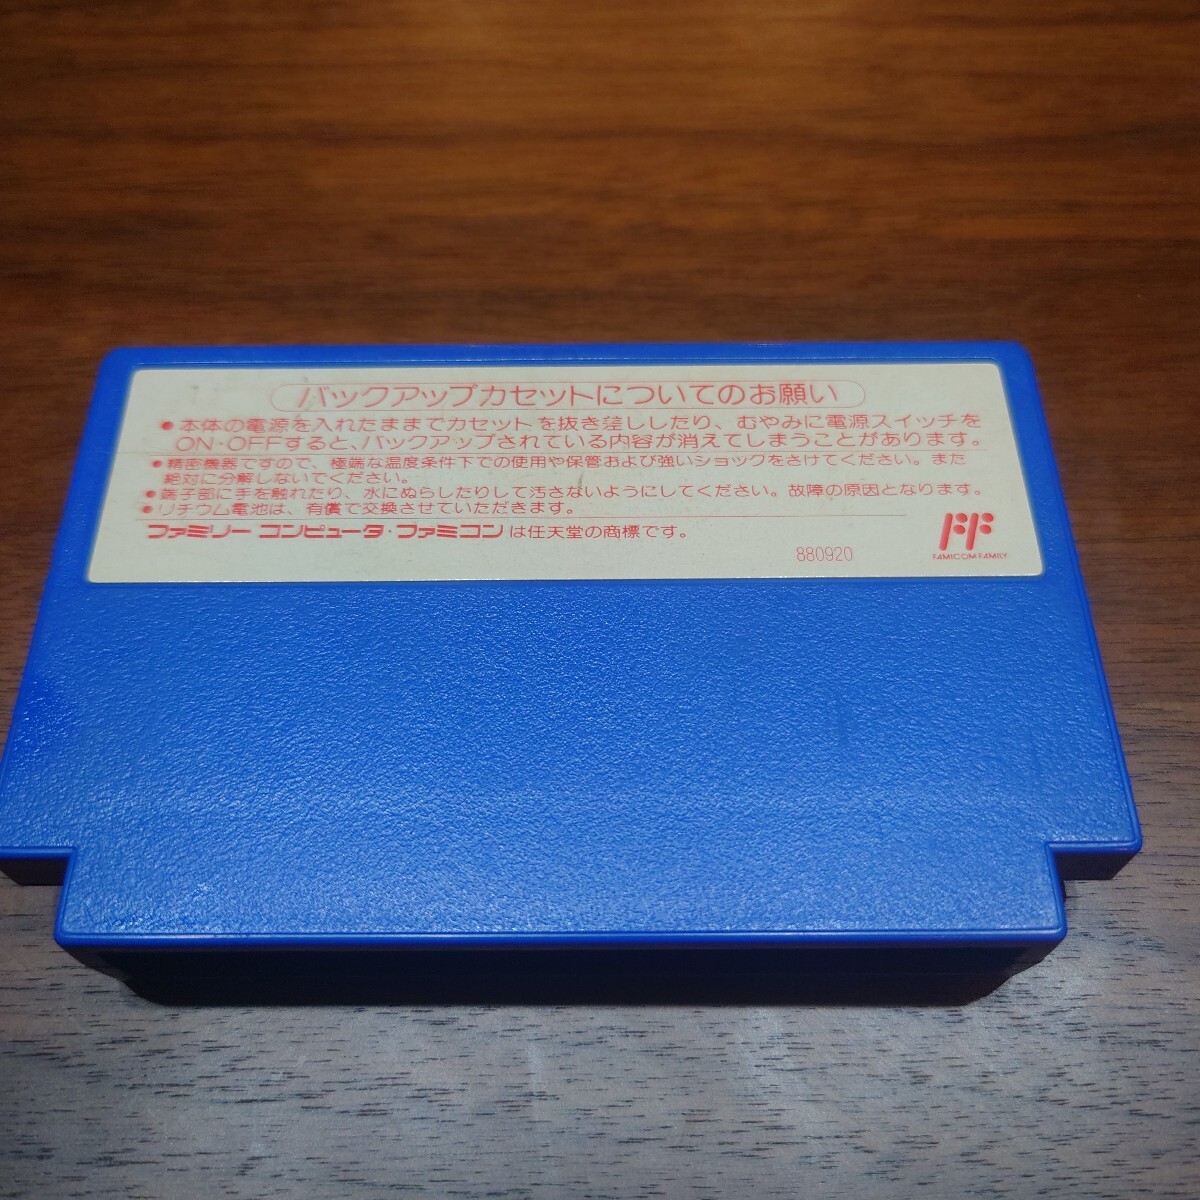 バックアップカセットについてのお願い
●本体の電源を入れたままでカセットを抜き差ししたり、むやみに電源スイッチを
ON・OFFすると、バックアップされている内容が消えてしまうことがあります。
●精密機器ですので、極端な温度条件下での使用や保管および強いショックをさけてください。また
絶対に分解しないでください。
●端子部に手を触れたり、水にぬらしたりして汚さないようにしてください。故障の原因となります。
●リチウム電池は、有償で交換させていただきます。
ファミリーコンピュータ・ファミコンは任天堂の商標です。
880920
FF
FAMICOM FAMILY